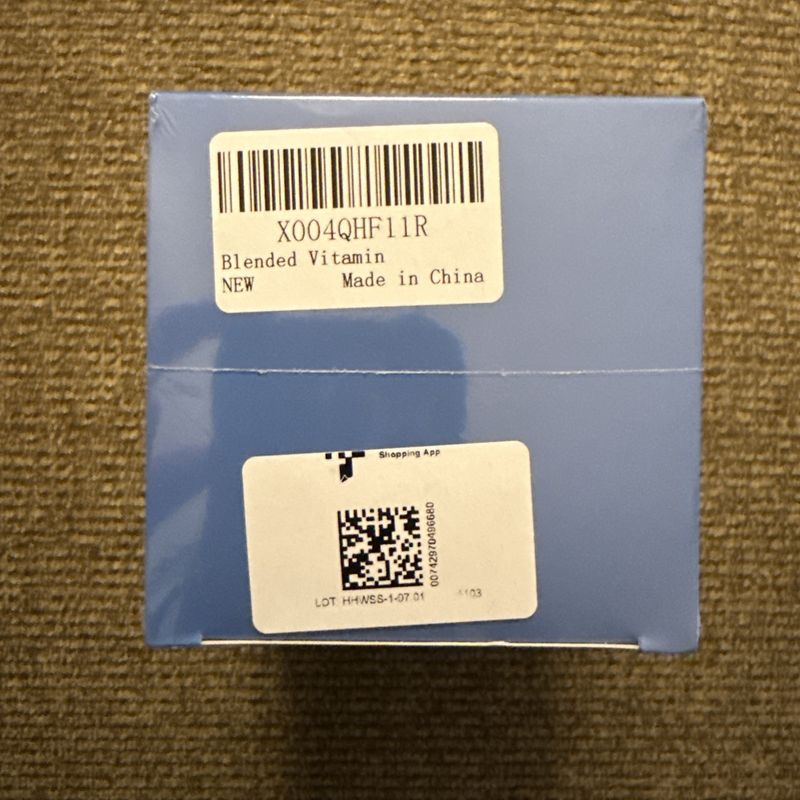 X004QHF11R
Blended Vitamin
NEW Made in China
Shopping App
00742970496680
LOT: HHWSS-1-07.01